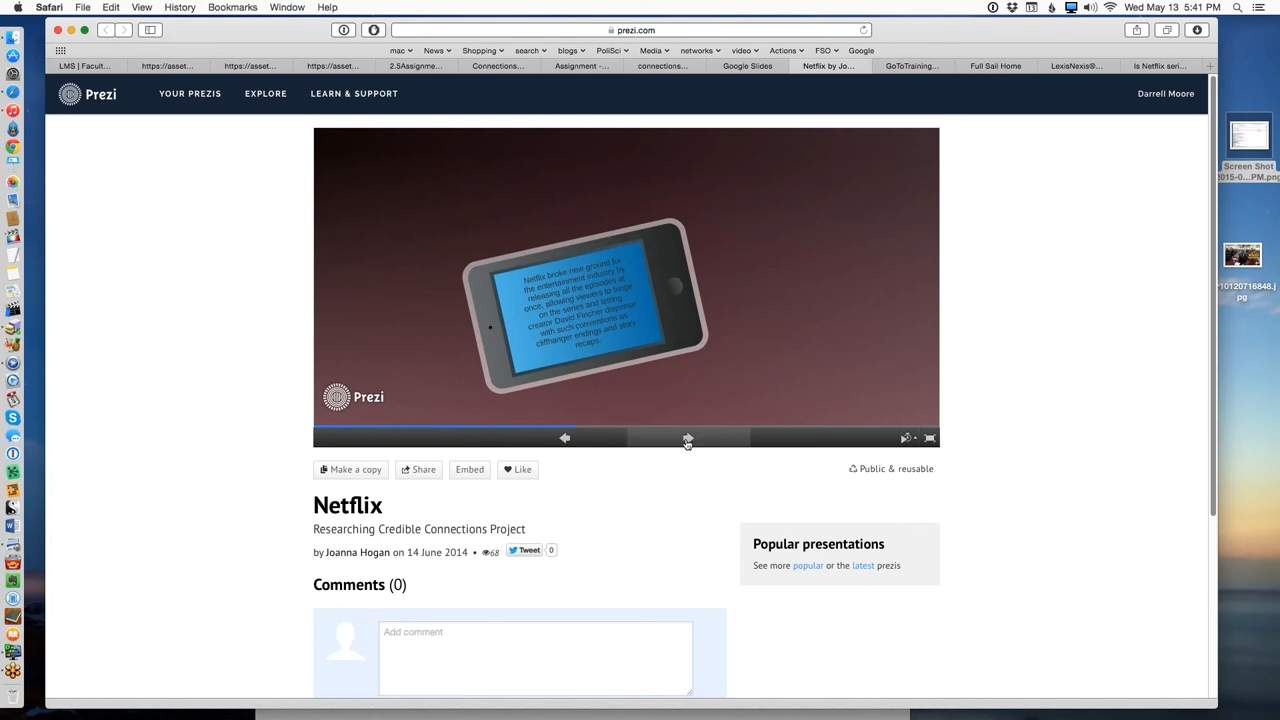 Safari File Edit View History Bookmarks Window Help Wed May 13 5:41 PM
prezi.com
mac News Shopping search blogs PoliSci Media networks video Actions FSO Google
LMS | Facult... https://asset... https://asset... https://asset... 2.5Assignme... Connections... Assignment -... connections... Google Slides Netflix by Jo... GoToTraining... Full Sail Home LexisNexis®... Is Netflix seri...
Prezi YOUR PREZIS EXPLORE LEARN & SUPPORT Darrell Moore
Screen Shot
2015-0...PM.png
Netflix broke new ground for
the entertainment industry by
releasing all the episodes at
once, allowing viewers to binge
on the series and letting
creator David Fincher dispense
with such conventions as
cliffhanger endings and story
recaps.
P10120716848.j
pg
Prezi
Make a copy Share Embed Like Public & reusable
Netflix
Researching Credible Connections Project
by Joanna Hogan on 14 June 2014 • 68 Tweet 0
Popular presentations
See more popular or the latest prezis
Comments (0)
Add comment